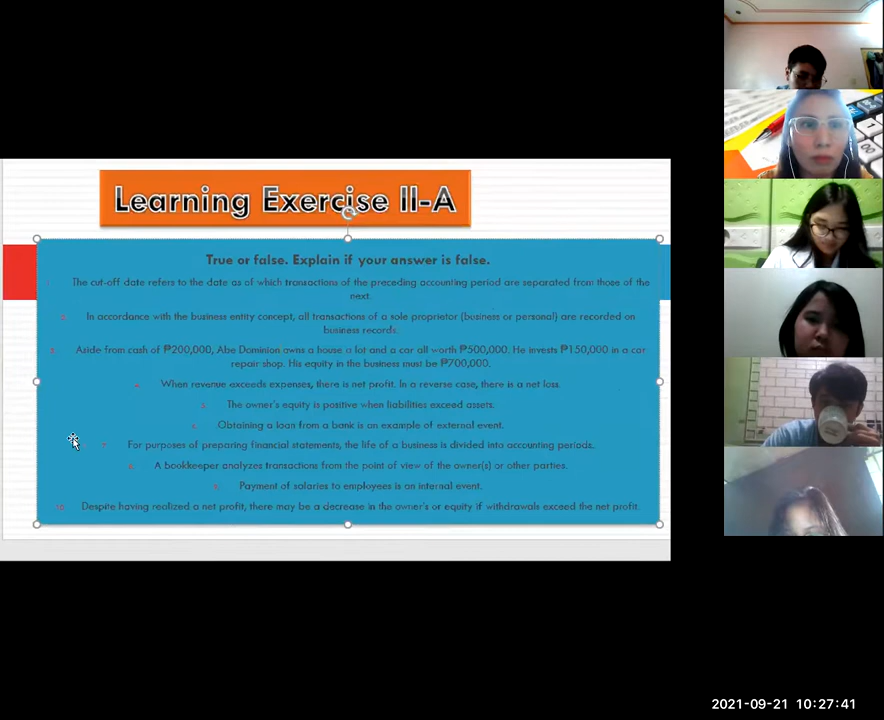 Learning Exercise II-A
True or false. Explain if your answer is false.
1. The cut-off date refers to the date as of which transactions of the preceding accounting period are separated from those of the
next.
2. In accordance with the business entity concept, all transactions of a sole proprietor (business or personal) are recorded on
business records.
3. Aside from cash of ₱200,000, Abe Dominion owns a house a lot and a car all worth ₱500,000. He invests ₱150,000 in a car
repair shop. His equity in the business must be ₱700,000.
4. When revenue exceeds expenses, there is net profit. In a reverse case, there is a net loss.
5. The owner's equity is positive when liabilities exceed assets.
6. Obtaining a loan from a bank is an example of external event.
7. For purposes of preparing financial statements, the life of a business is divided into accounting periods.
8. A bookkeeper analyzes transactions from the point of view of the owner(s) or other parties.
9. Payment of salaries to employees is an internal event.
10. Despite having realized a net profit, there may be a decrease in the owner's or equity if withdrawals exceed the net profit.
2021-09-21 10:27:41